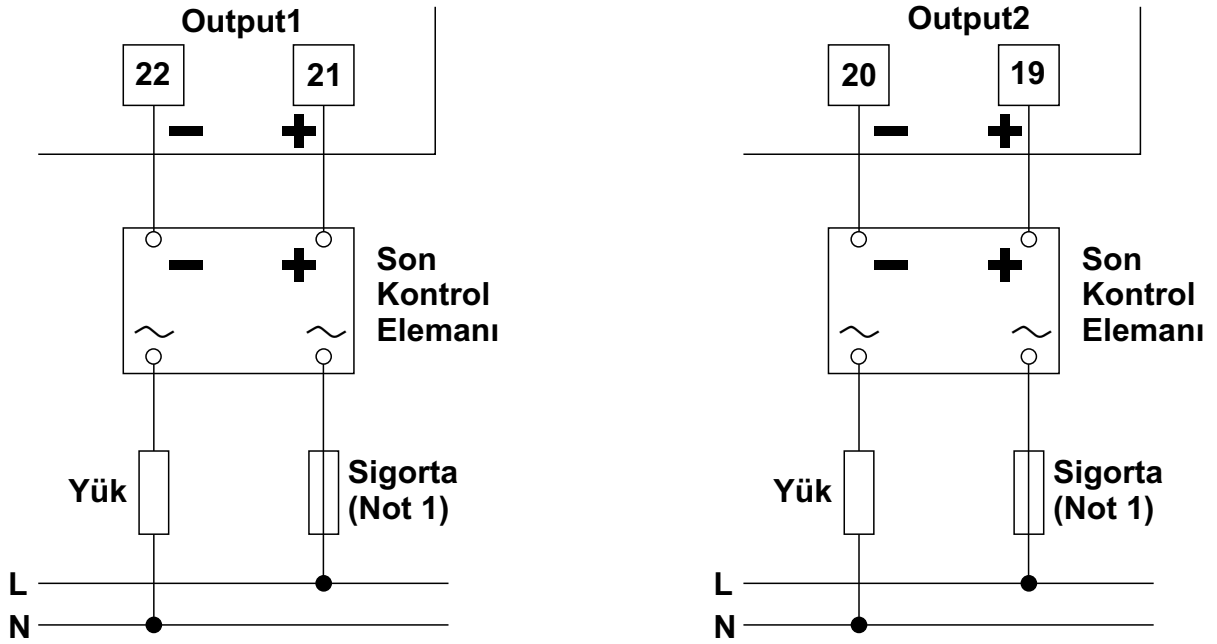 Output1
22
21
− +
− +
Son
Kontrol
Elemanı
Yük
Sigorta
(Not 1)
L
N
Output2
20
19
− +
− +
Son
Kontrol
Elemanı
Yük
Sigorta
(Not 1)
L
N